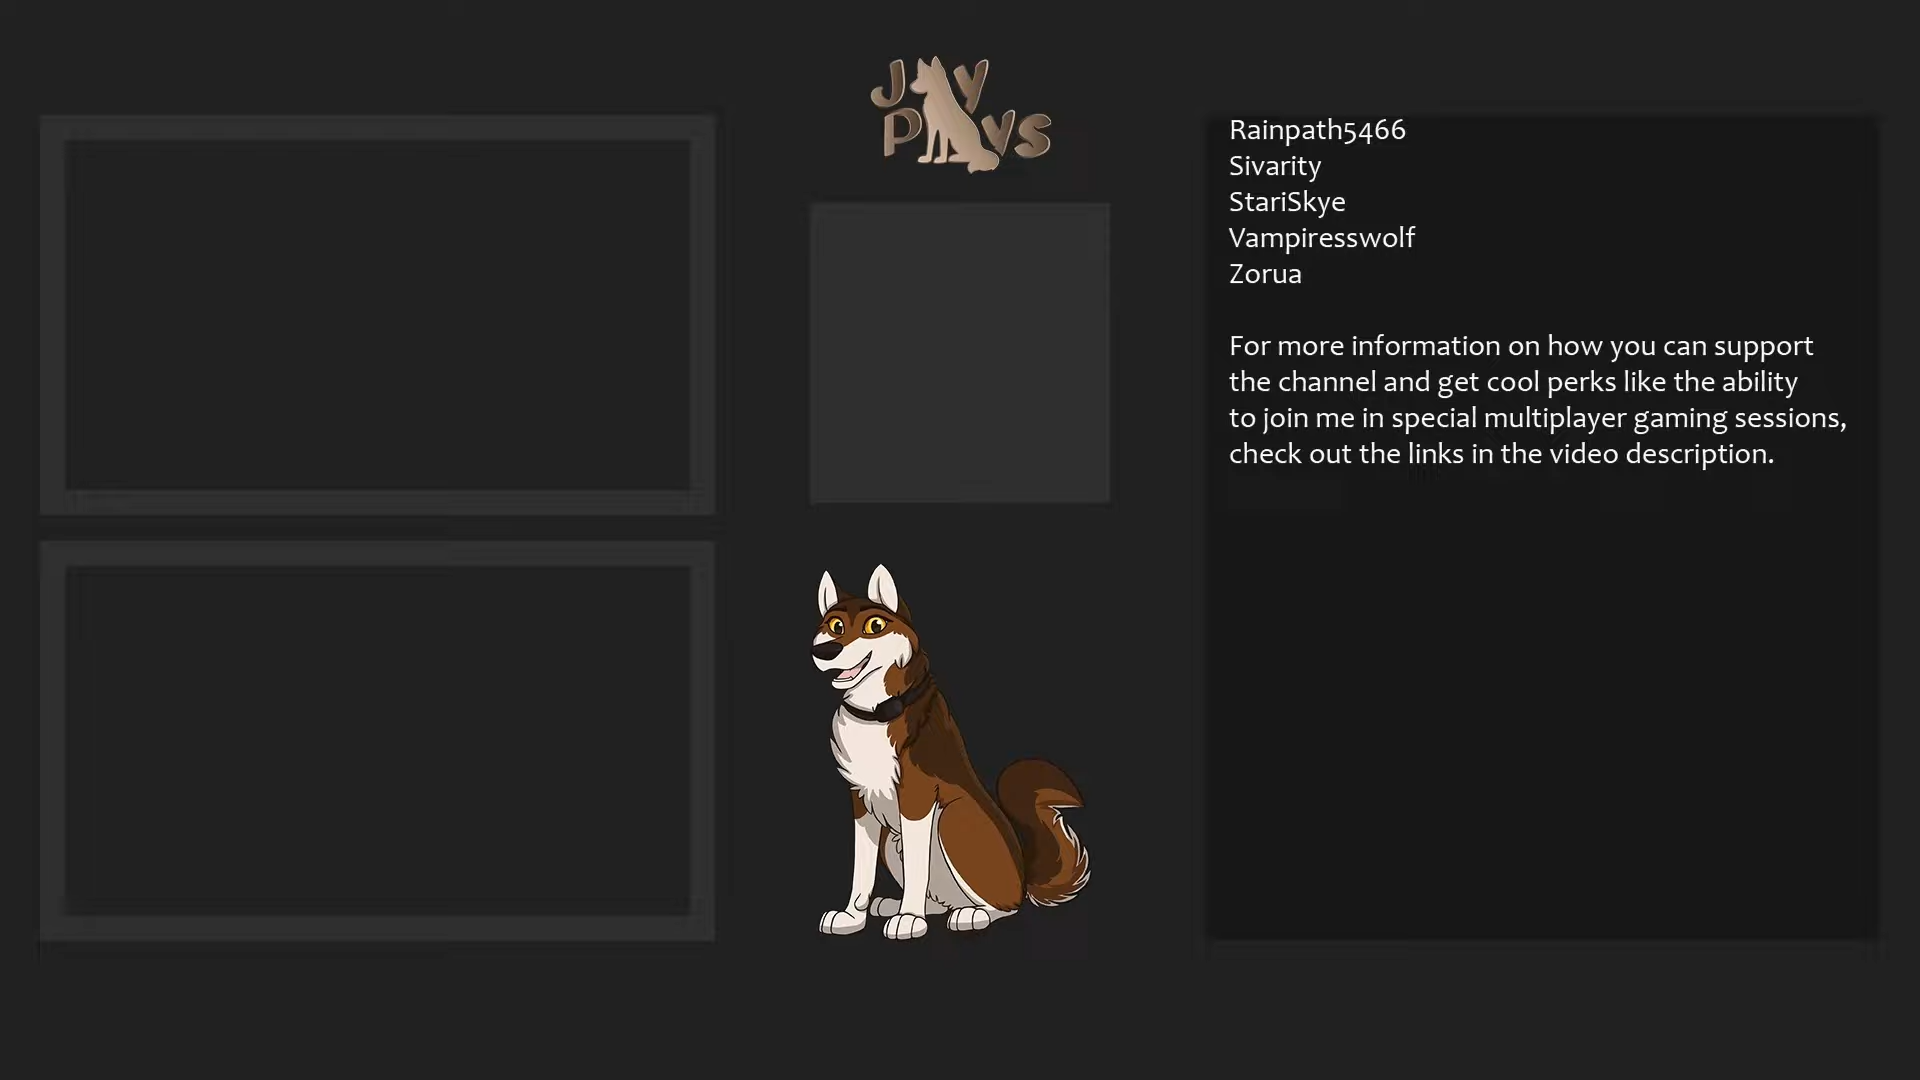 JAY
PAWS
Rainpath5466
Sivarity
StariSkye
Vampiresswolf
Zorua
For more information on how you can support
the channel and get cool perks like the ability
to join me in special multiplayer gaming sessions,
check out the links in the video description.